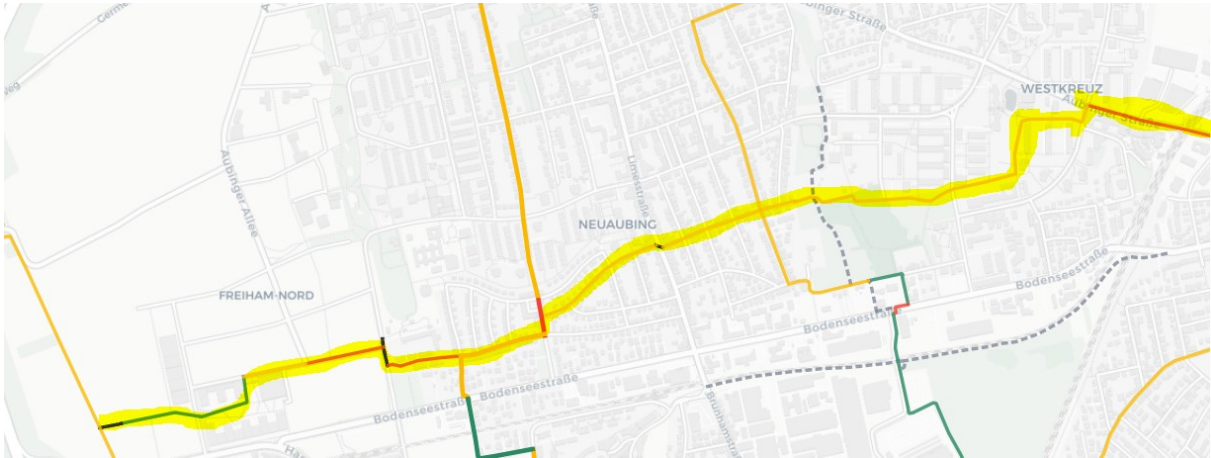 Aubinger Straße
WESTKREUZ
Aubinger Straße
Aubinger Allee
Limesstraße
NEUAUBING
FREIHAM-NORD
Bodenseestraße
Bodenseestraße
Bodenseestraße
Bodenseestraße